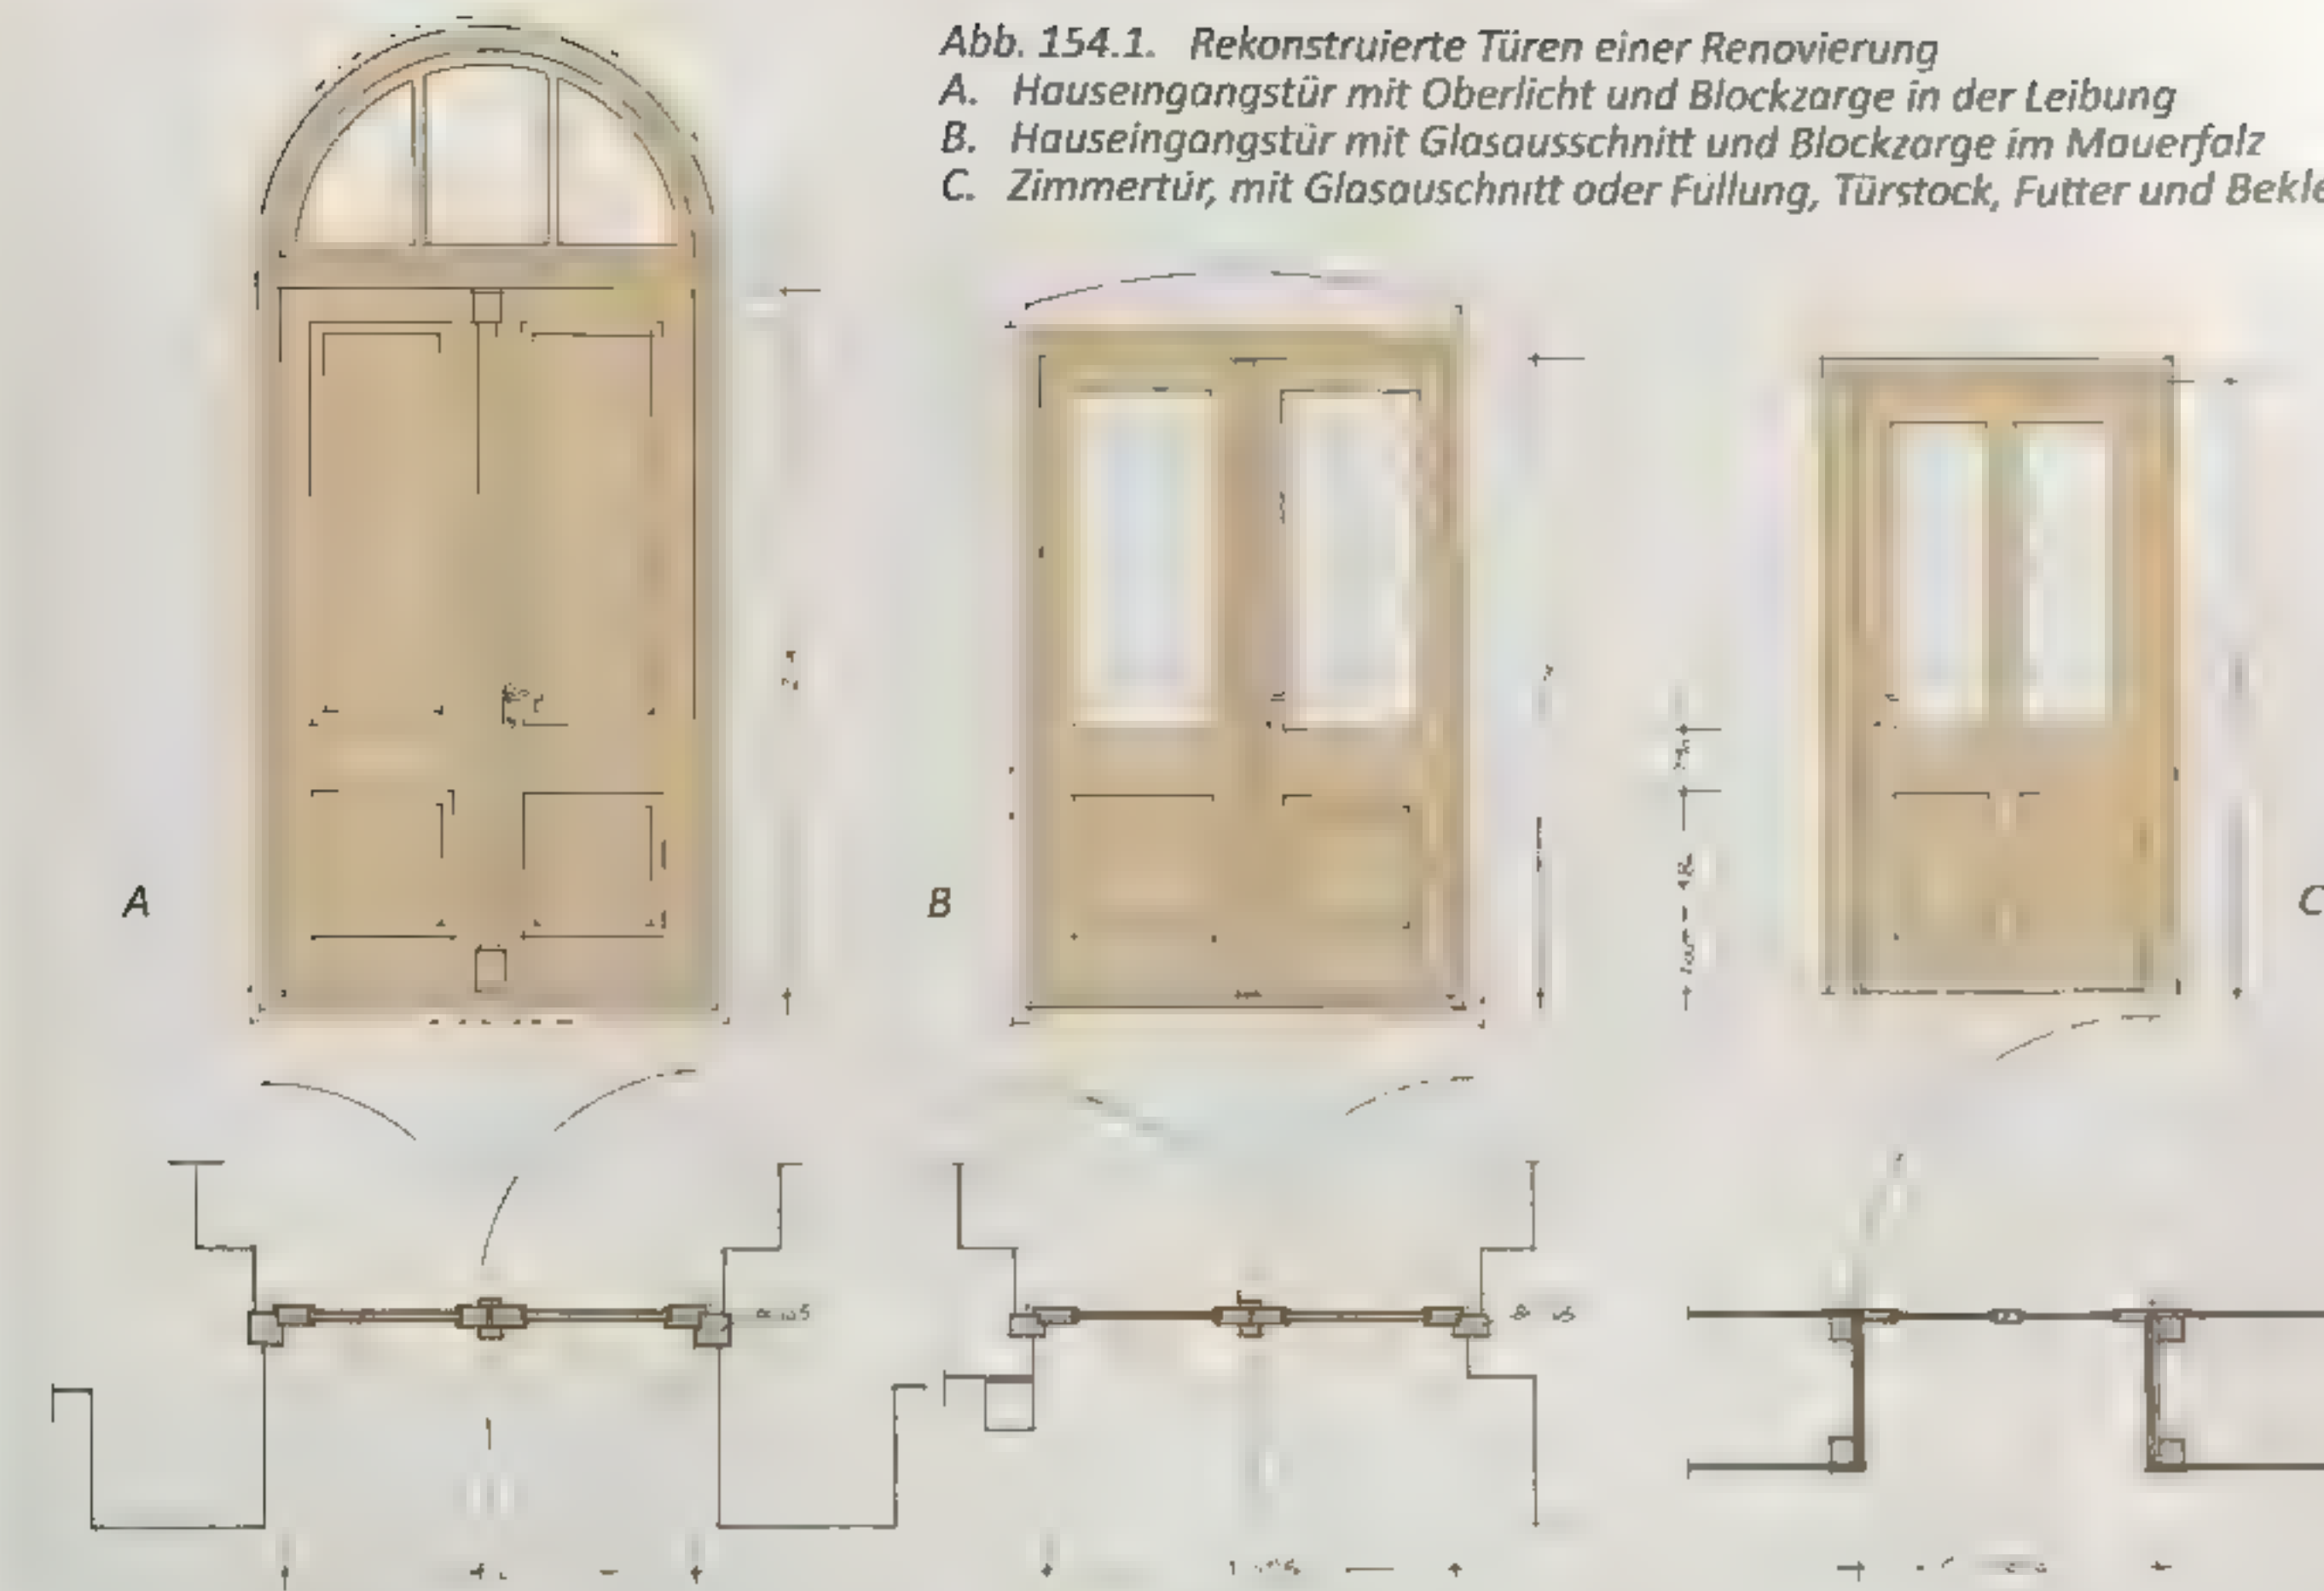 Abb. 154.1. Rekonstruierte Türen einer Renovierung
A. Hauseingangstür mit Oberlicht und Blockzarge in der Leibung
B. Hauseingangstür mit Glasausschnitt und Blockzarge im Mauerfalz
C. Zimmertür, mit Glasauschnitt oder Füllung, Türstock, Futter und Bekle
A
B
C